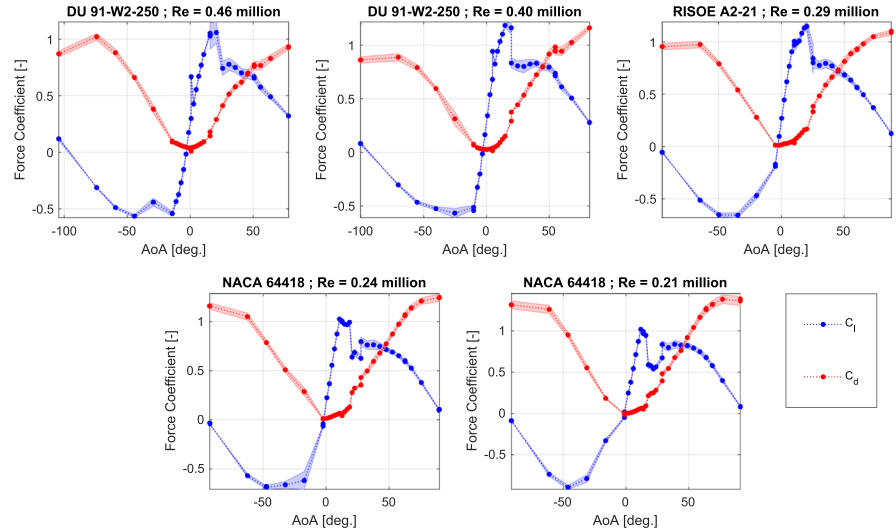 DU 91-W2-250 ; Re = 0.46 million
DU 91-W2-250 ; Re = 0.40 million
RISOE A2-21 ; Re = 0.29 million
Force Coefficient [-]
1
0.5
0
-0.5
-100
-50
0
50
AoA [deg.]
Force Coefficient [-]
1
0.5
0
-0.5
-100
-50
0
50
AoA [deg.]
Force Coefficient [-]
1
0.5
0
-0.5
-50
0
50
AoA [deg.]
NACA 64418 ; Re = 0.24 million
NACA 64418 ; Re = 0.21 million
Force Coefficient [-]
1
0.5
0
-0.5
-50
0
50
AoA [deg.]
Force Coefficient [-]
1
0.5
0
-0.5
-50
0
50
AoA [deg.]
C_l
C_d